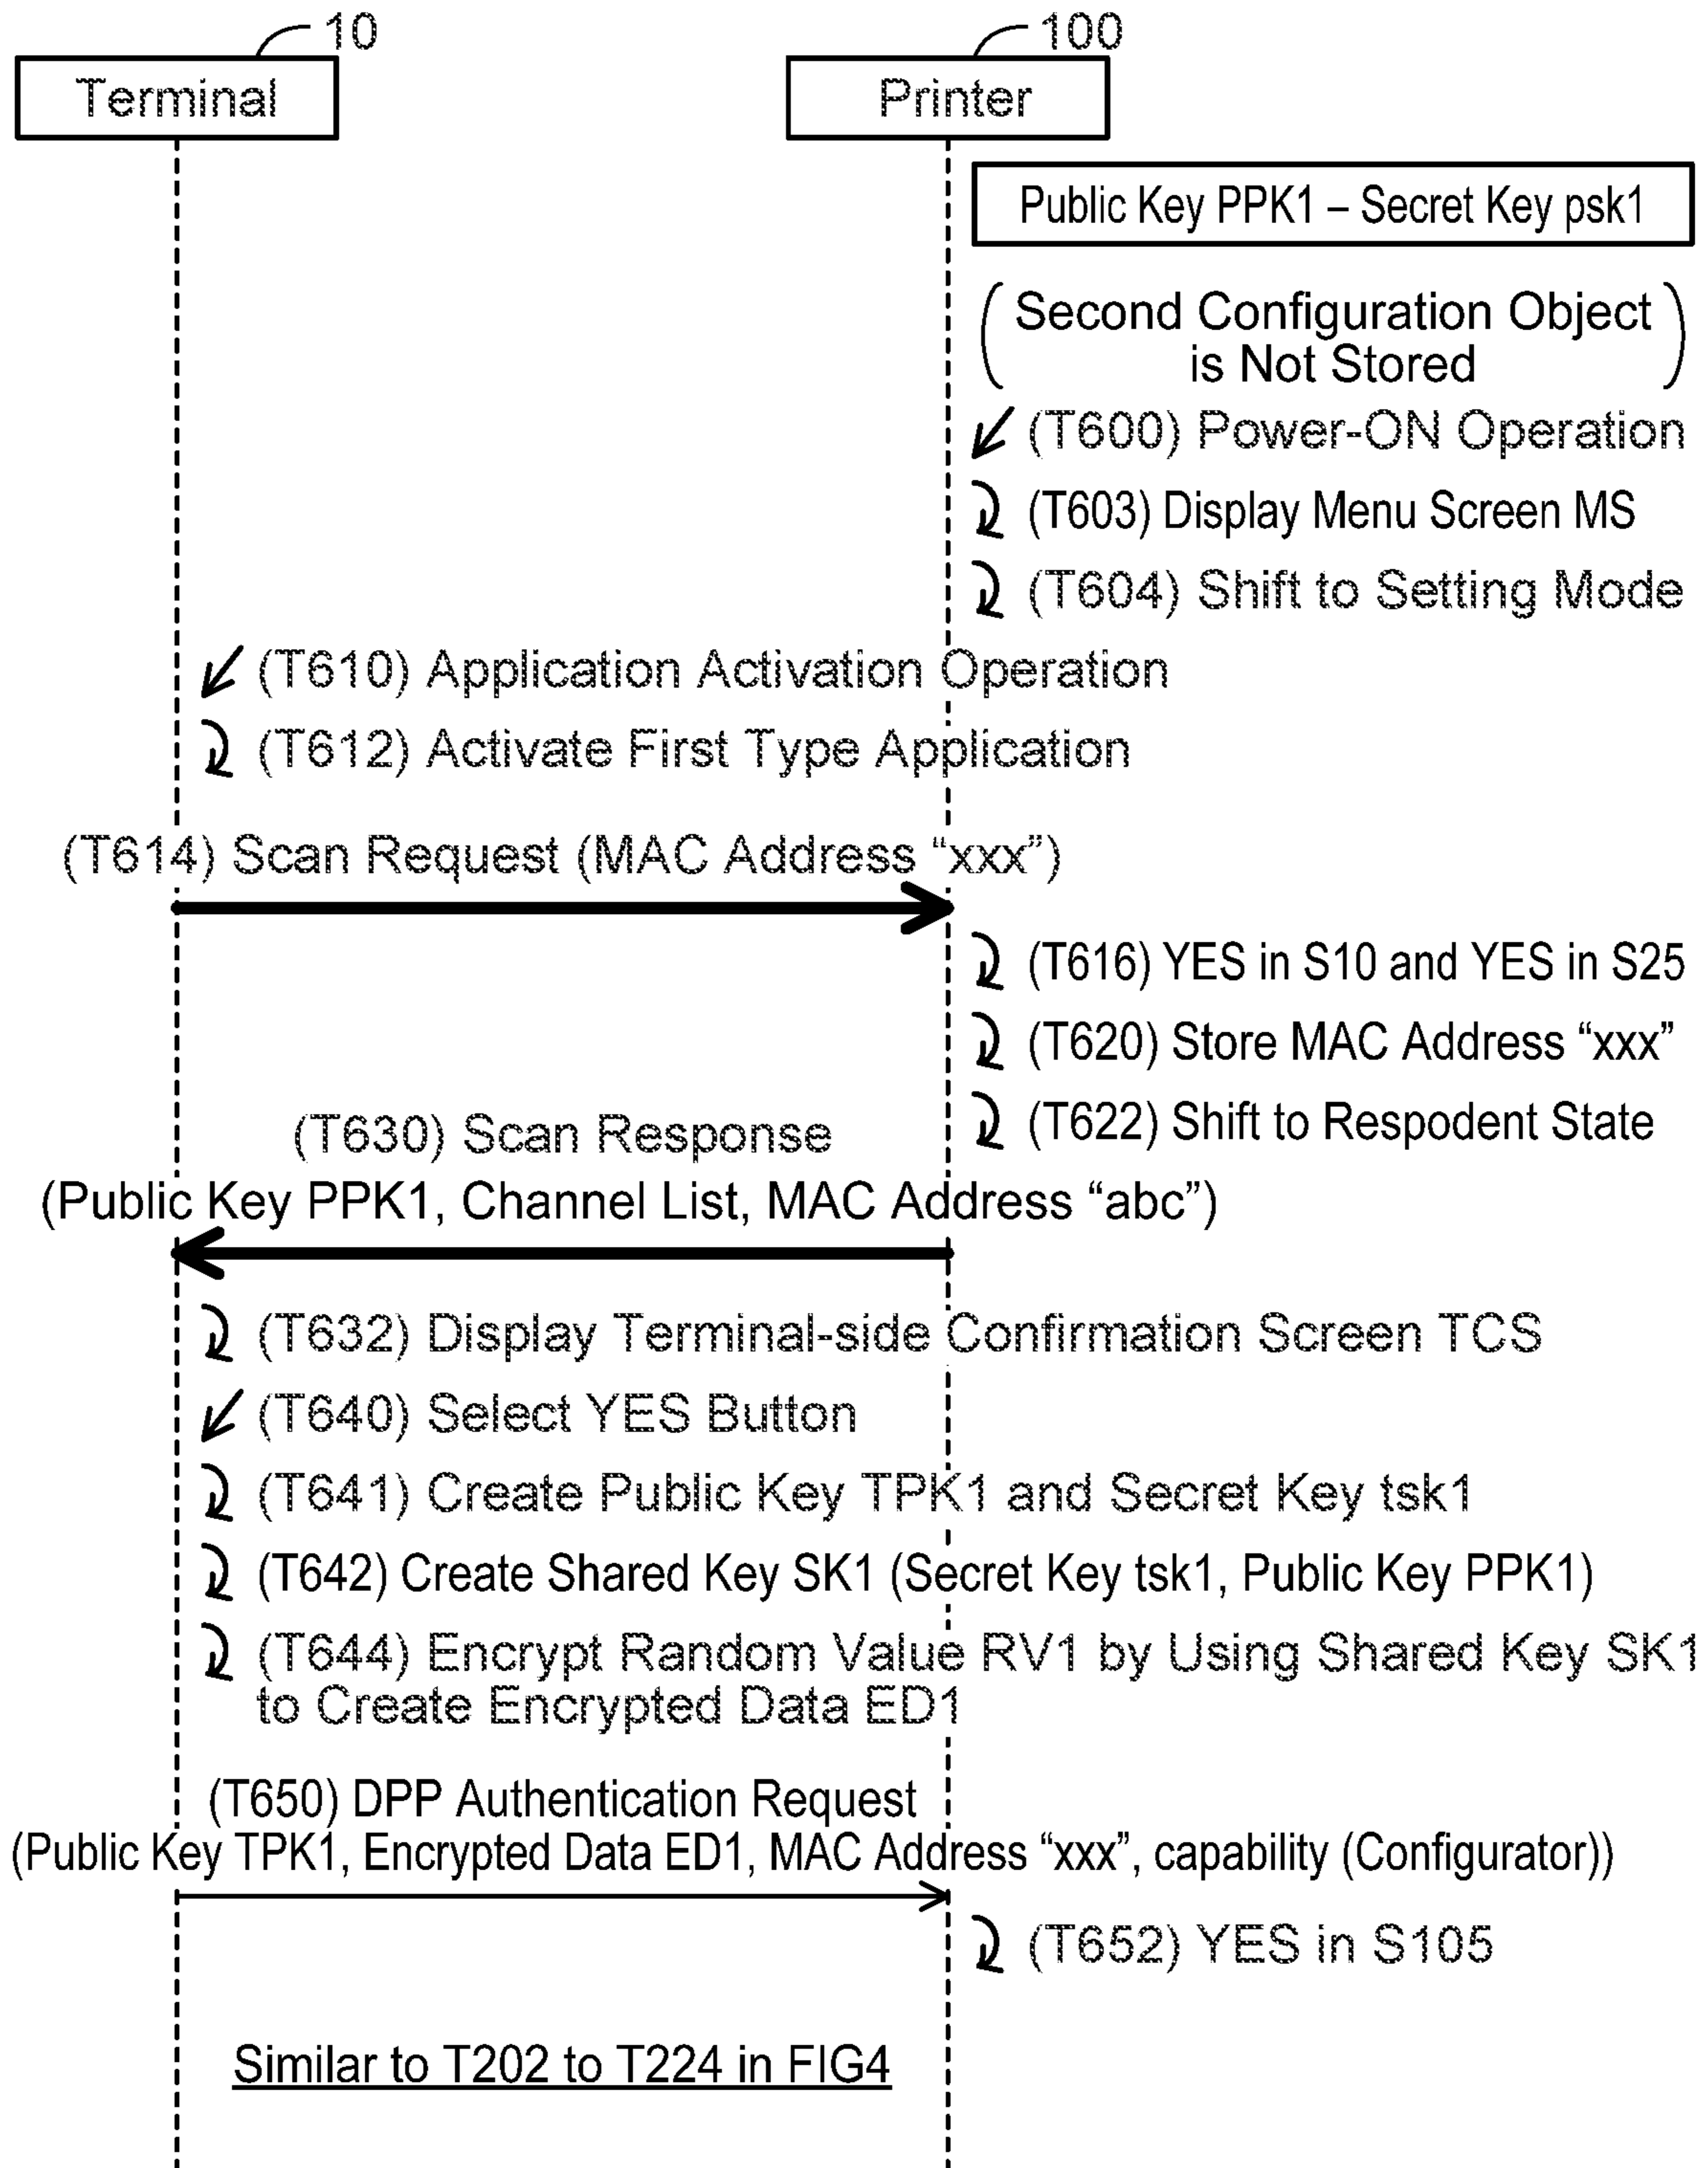 10
100
Terminal
Printer
Public Key PPK1 – Secret Key psk1
(Second Configuration Object
is Not Stored)
(T600) Power-ON Operation
(T603) Display Menu Screen MS
(T604) Shift to Setting Mode
(T610) Application Activation Operation
(T612) Activate First Type Application
(T614) Scan Request (MAC Address “xxx”)
(T616) YES in S10 and YES in S25
(T620) Store MAC Address “xxx”
(T622) Shift to Respodent State
(T630) Scan Response
(Public Key PPK1, Channel List, MAC Address “abc”)
(T632) Display Terminal-side Confirmation Screen TCS
(T640) Select YES Button
(T641) Create Public Key TPK1 and Secret Key tsk1
(T642) Create Shared Key SK1 (Secret Key tsk1, Public Key PPK1)
(T644) Encrypt Random Value RV1 by Using Shared Key SK1
to Create Encrypted Data ED1
(T650) DPP Authentication Request
(Public Key TPK1, Encrypted Data ED1, MAC Address “xxx”, capability (Configurator))
(T652) YES in S105
Similar to T202 to T224 in FIG4